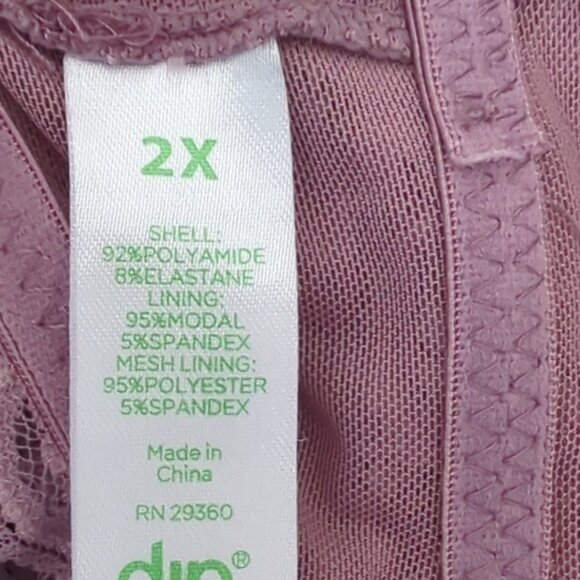 2X
SHELL:
92%POLYAMIDE
8%ELASTANE
LINING:
95%MODAL
5%SPANDEX
MESH LINING:
95%POLYESTER
5%SPANDEX
Made in
China
RN 29360
dip®